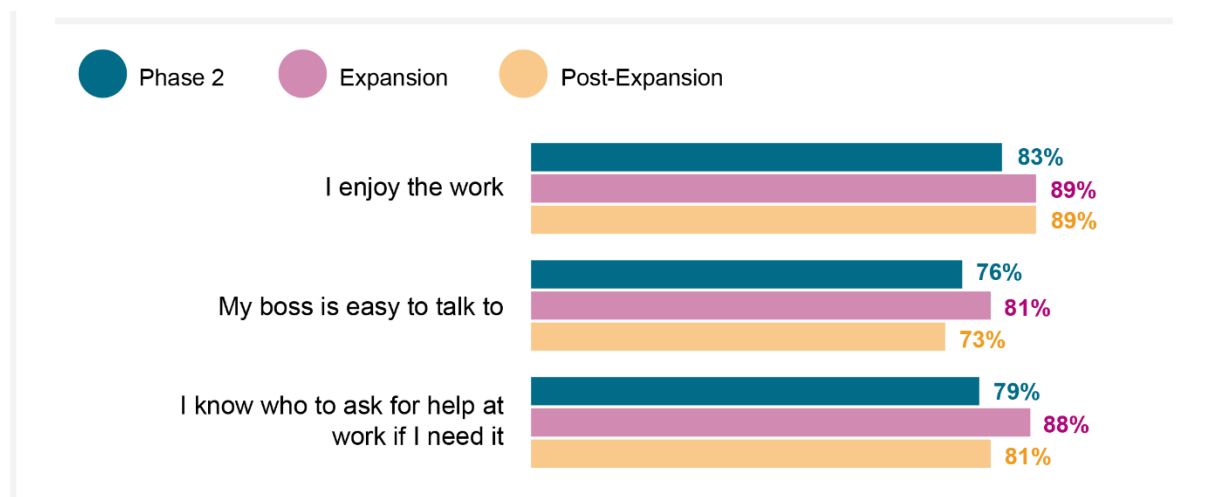 Phase 2
Expansion
Post-Expansion
I enjoy the work
83%
89%
89%
My boss is easy to talk to
76%
81%
73%
I know who to ask for help at
work if I need it
79%
88%
81%